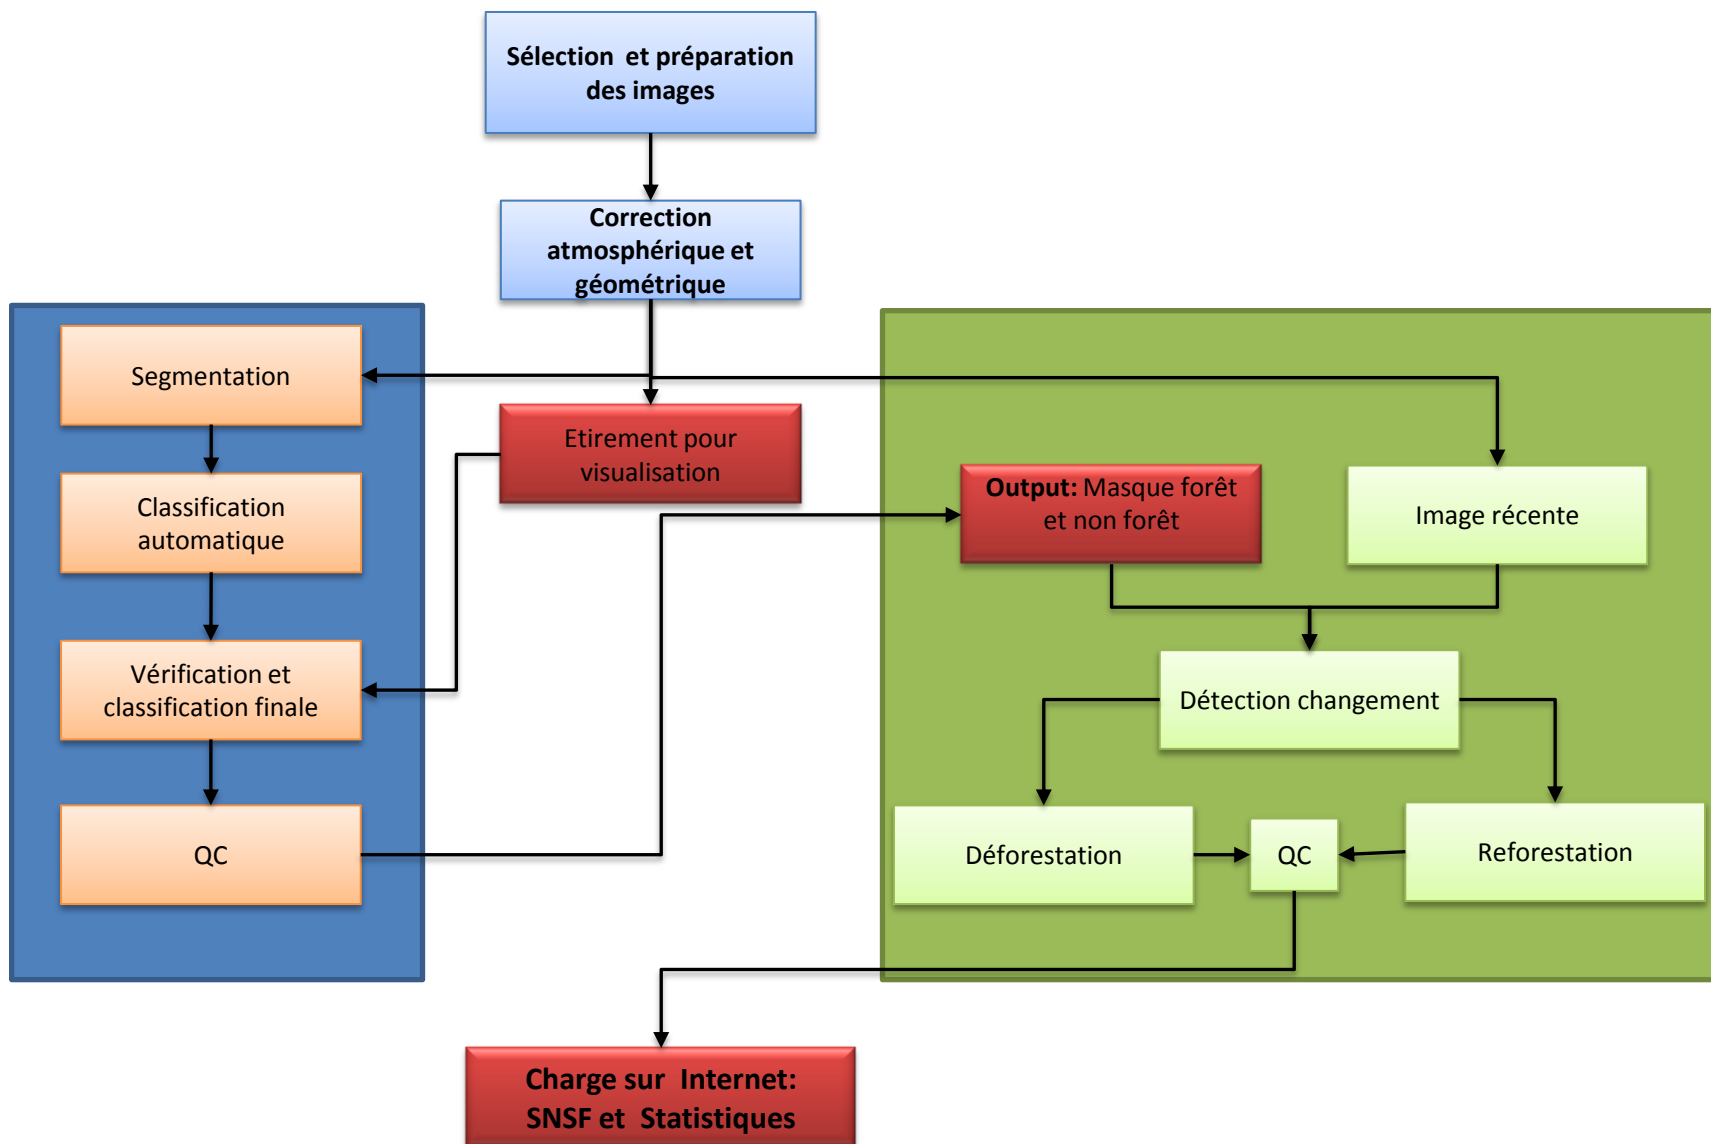 Sélection et préparation
des images
Correction
atmosphérique et
géométrique
Segmentation
Etirement pour
visualisation
Classification
automatique
Output: Masque forêt
et non forêt
Image récente
Vérification et
classification finale
Détection changement
QC
Déforestation
QC
Reforestation
Charge sur Internet:
SNSF et Statistiques